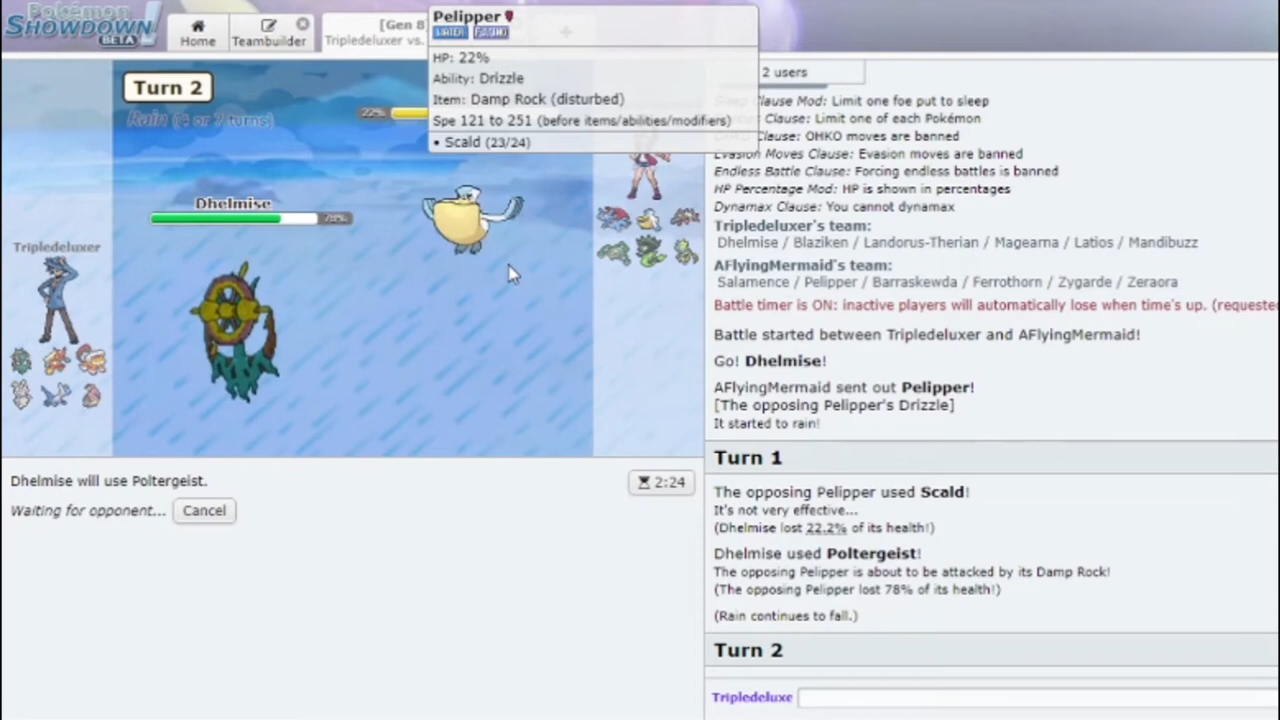 Pokémon
SHOWDOWN!
BETA
Home
Teambuilder
[Gen 8]
Tripledeluxer vs.
Pelipper
WATER FLYING
HP: 22%
Ability: Drizzle
Item: Damp Rock (disturbed)
Spe 121 to 251 (before items/abilities/modifiers)
• Scald (23/24)
Turn 2
Rain (4 or 7 turns)
22%
Dhelmise
78%
Tripledeluxer
Dhelmise will use Poltergeist.
2:24
Waiting for opponent...
Cancel
2 users
Sleep Clause Mod: Limit one foe put to sleep
Clause: Limit one of each Pokémon
Clause: OHKO moves are banned
Evasion Moves Clause: Evasion moves are banned
Endless Battle Clause: Forcing endless battles is banned
HP Percentage Mod: HP is shown in percentages
Dynamax Clause: You cannot dynamax
Tripledeluxer's team:
Dhelmise / Blaziken / Landorus-Therian / Magearna / Latios / Mandibuzz
AFlyingMermaid's team:
Salamence / Pelipper / Barraskewda / Ferrothorn / Zygarde / Zeraora
Battle timer is ON: inactive players will automatically lose when time's up. (requeste
Battle started between Tripledeluxer and AFlyingMermaid!
Go! Dhelmise!
AFlyingMermaid sent out Pelipper!
[The opposing Pelipper's Drizzle]
It started to rain!
Turn 1
The opposing Pelipper used Scald!
It's not very effective...
(Dhelmise lost 22.2% of its health!)
Dhelmise used Poltergeist!
The opposing Pelipper is about to be attacked by its Damp Rock!
(The opposing Pelipper lost 78% of its health!)
(Rain continues to fall.)
Turn 2
Tripledeluxe